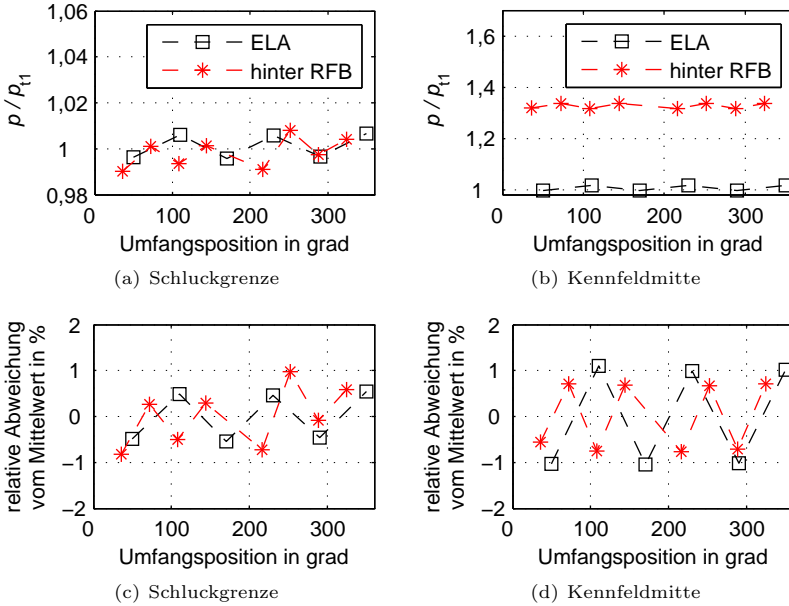 1,06
1,04
1,02
1
0,98
p / pt1
ELA
hinter RFB
0
100
200
300
Umfangsposition in grad
(a) Schluckgrenze
1,6
1,4
1,2
1
p / pt1
ELA
hinter RFB
0
100
200
300
Umfangsposition in grad
(b) Kennfeldmitte
2
1
0
−1
−2
relative Abweichung
vom Mittelwert in %
0
100
200
300
Umfangsposition in grad
(c) Schluckgrenze
2
1
0
−1
−2
relative Abweichung
vom Mittelwert in %
0
100
200
300
Umfangsposition in grad
(d) Kennfeldmitte